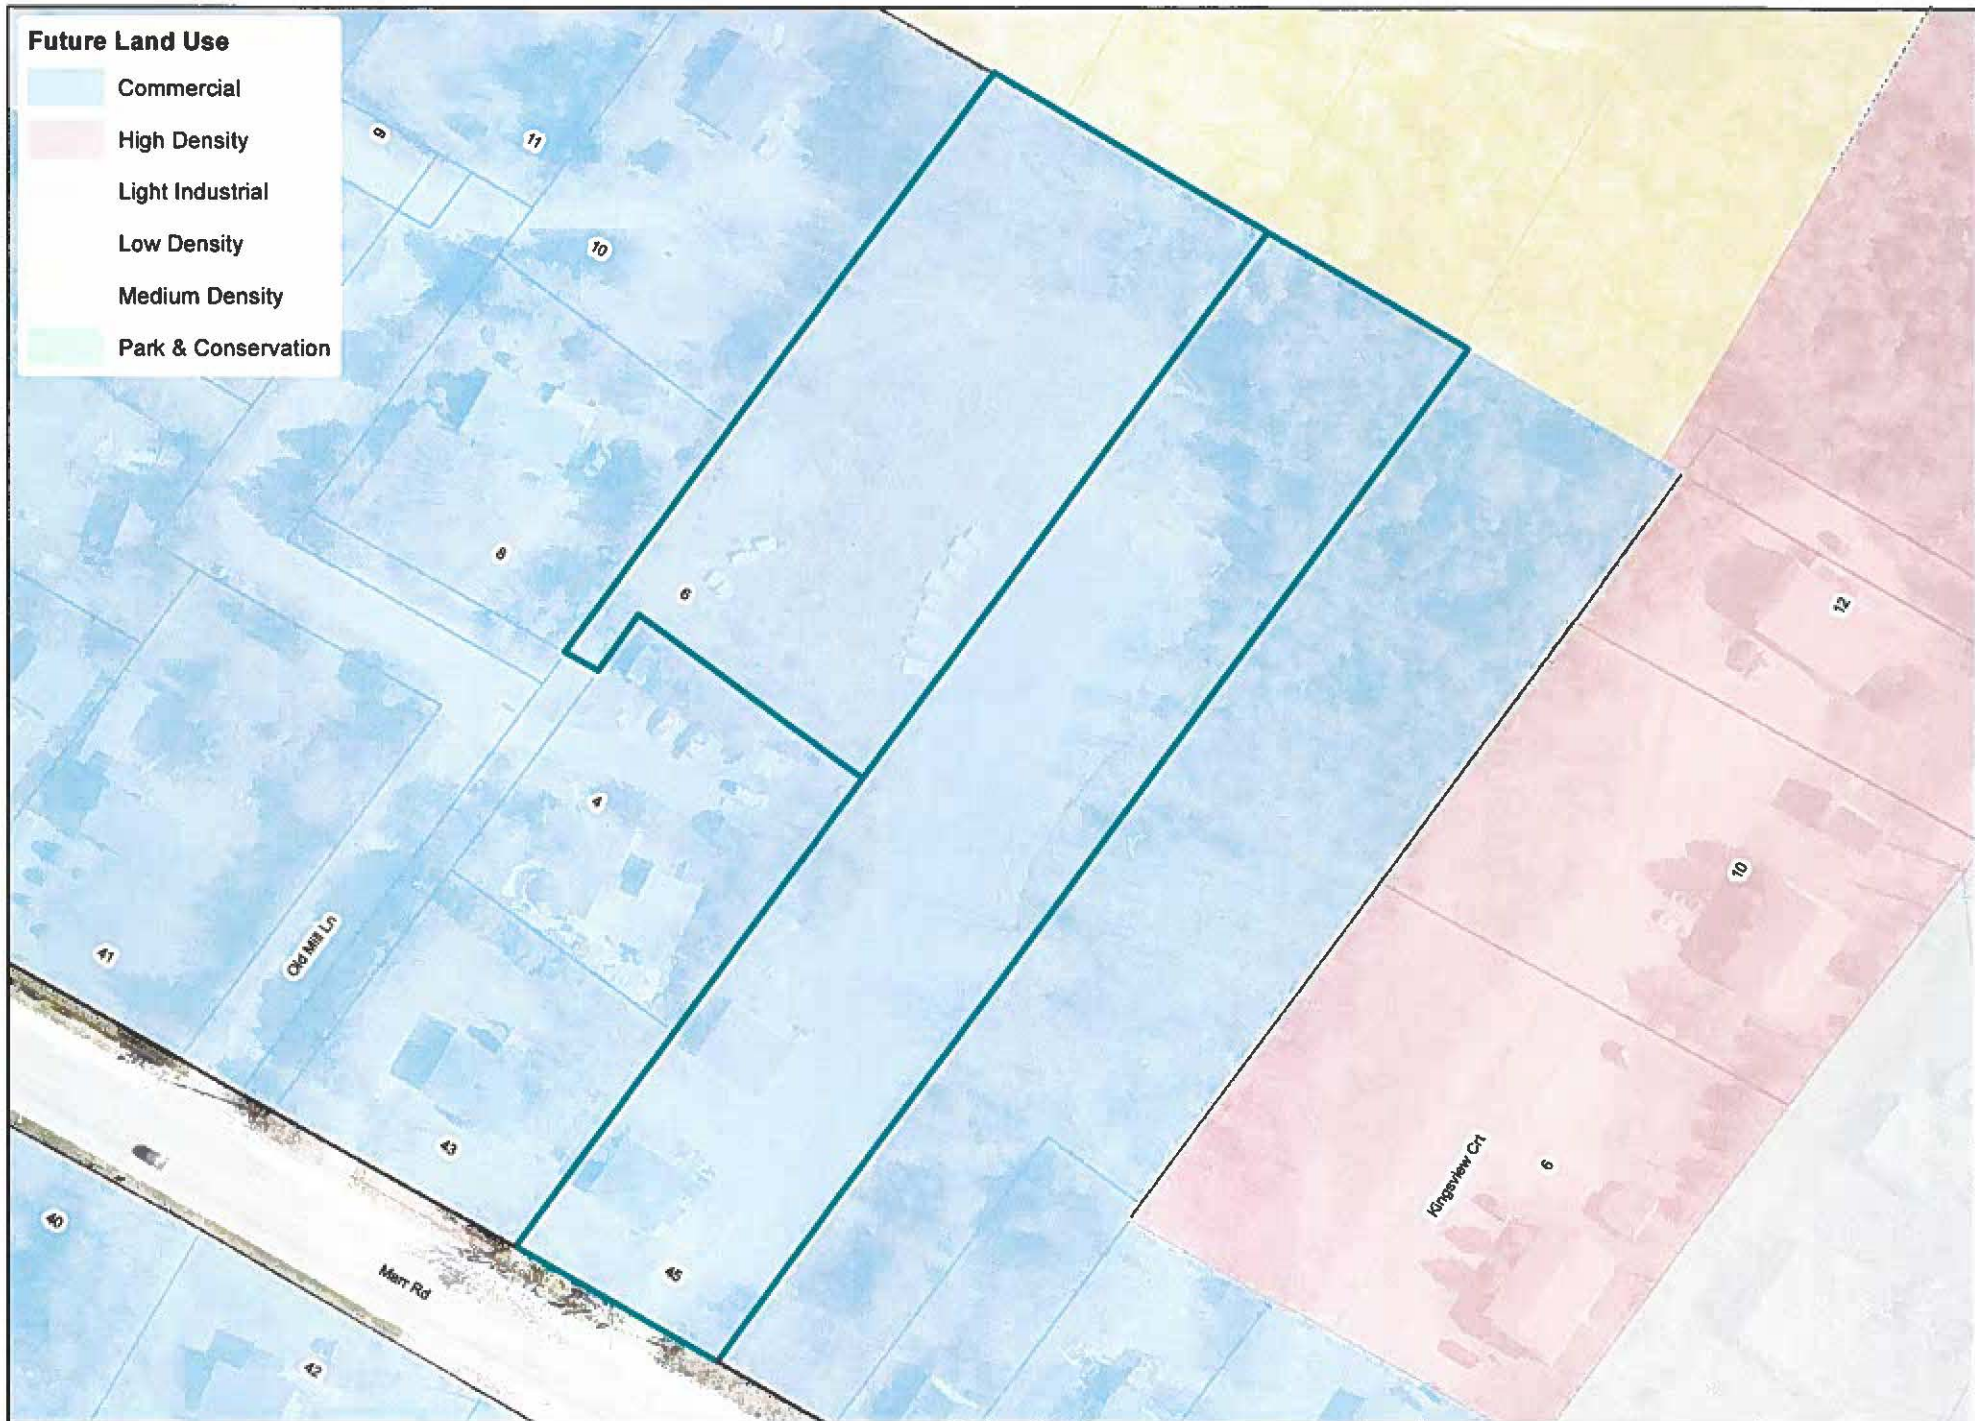 Future Land Use
Commercial
High Density
Light Industrial
Low Density
Medium Density
Park & Conservation
9
11
10
8
6
4
12
10
41
Old Mill Ln
43
Kingsview Crt
6
40
Marr Rd
45
42